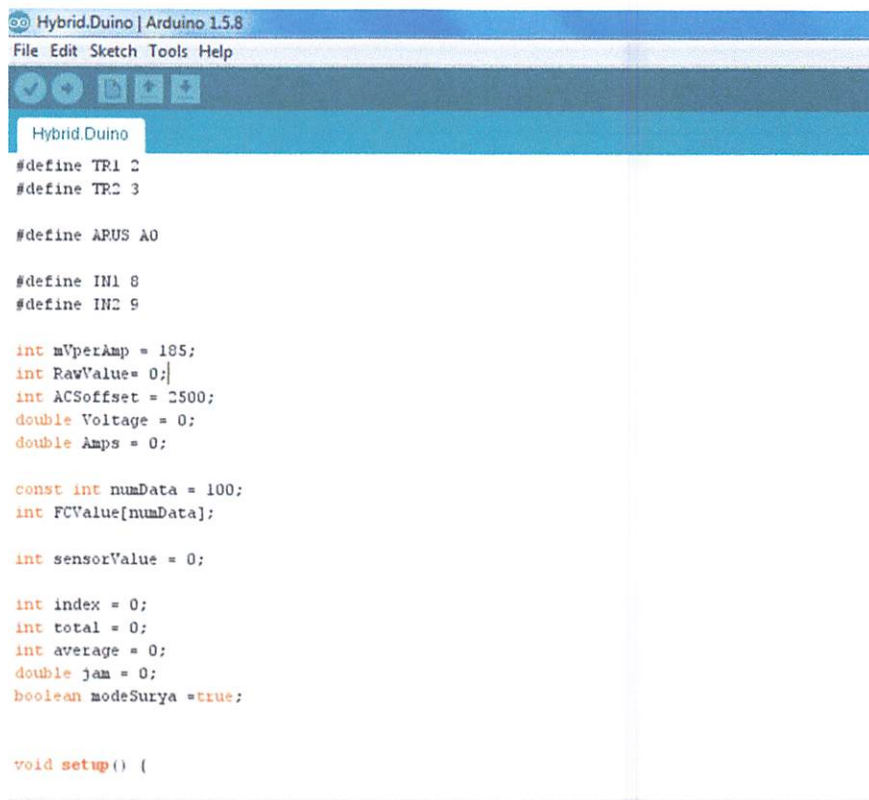 Hybrid.Duino | Arduino 1.5.8
File Edit Sketch Tools Help
Hybrid.Duino
#define TR1 2
#define TR2 3
#define ARUS A0
#define IN1 8
#define IN2 9
int mVperAmp = 185;
int RawValue= 0;
int ACSoffset = 2500;
double Voltage = 0;
double Amps = 0;
const int numData = 100;
int FCValue[numData];
int sensorValue = 0;
int index = 0;
int total = 0;
int average = 0;
double jam = 0;
boolean modeSurya =true;
void setup() {